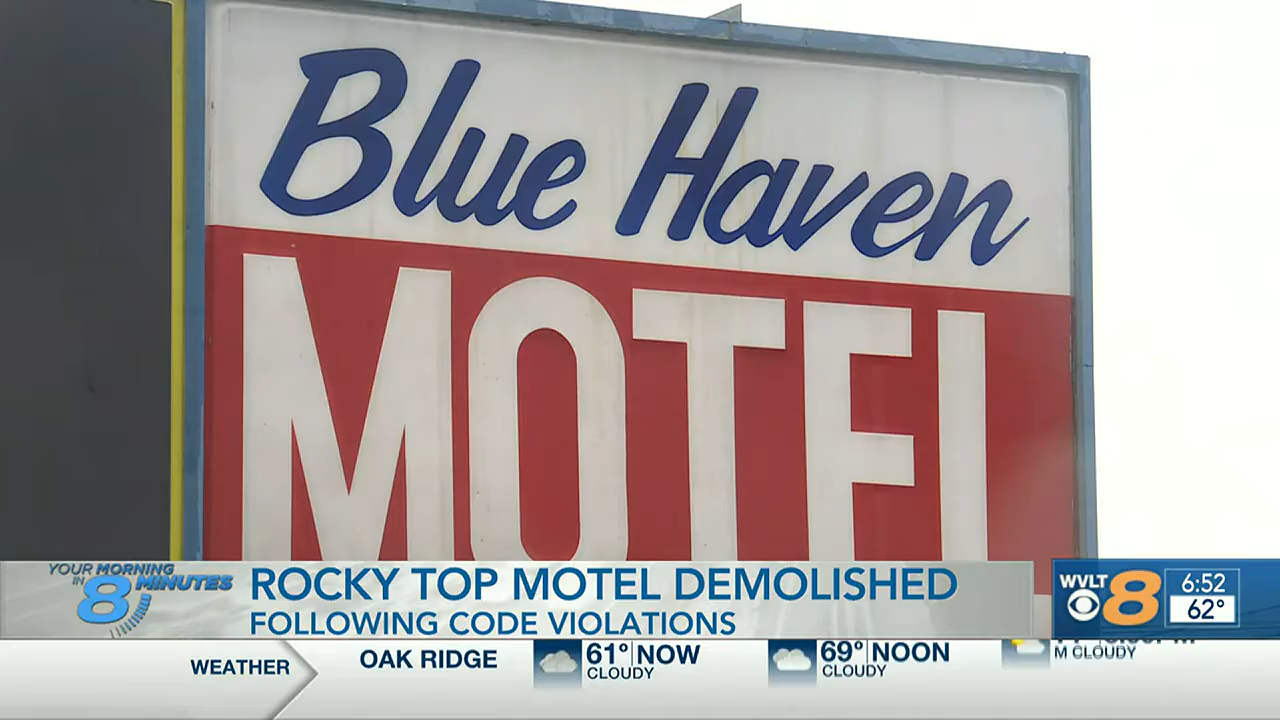 Blue Haven
MOTEL
YOUR MORNING
IN 8 MINUTES
ROCKY TOP MOTEL DEMOLISHED
FOLLOWING CODE VIOLATIONS
WVLT 8
6:52
62°
WEATHER
OAK RIDGE
61° NOW
CLOUDY
69° NOON
CLOUDY
M CLOUDY